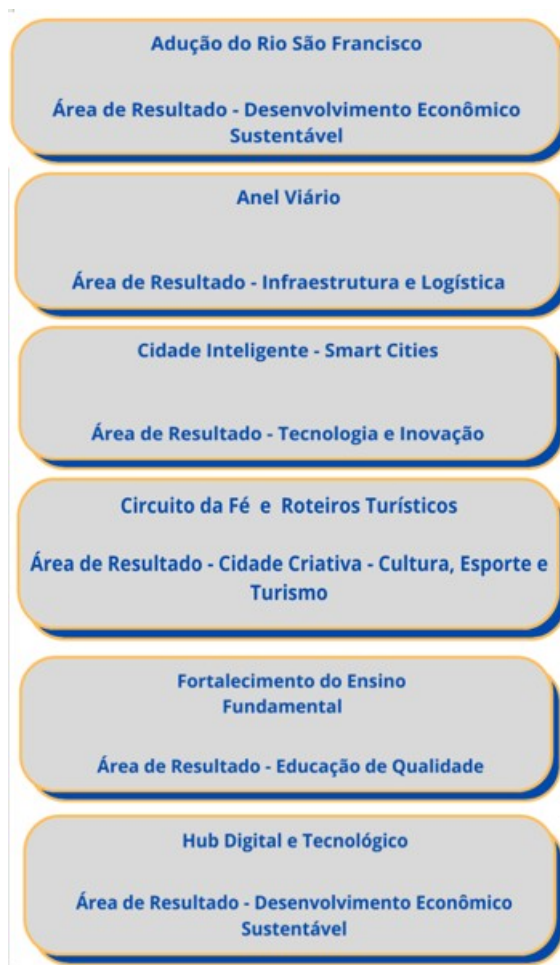 Adução do Rio São Francisco
Área de Resultado - Desenvolvimento Econômico
Sustentável
Anel Viário
Área de Resultado - Infraestrutura e Logística
Cidade Inteligente - Smart Cities
Área de Resultado - Tecnologia e Inovação
Circuito da Fé e Roteiros Turísticos
Área de Resultado - Cidade Criativa - Cultura, Esporte e
Turismo
Fortalecimento do Ensino
Fundamental
Área de Resultado - Educação de Qualidade
Hub Digital e Tecnológico
Área de Resultado - Desenvolvimento Econômico
Sustentável